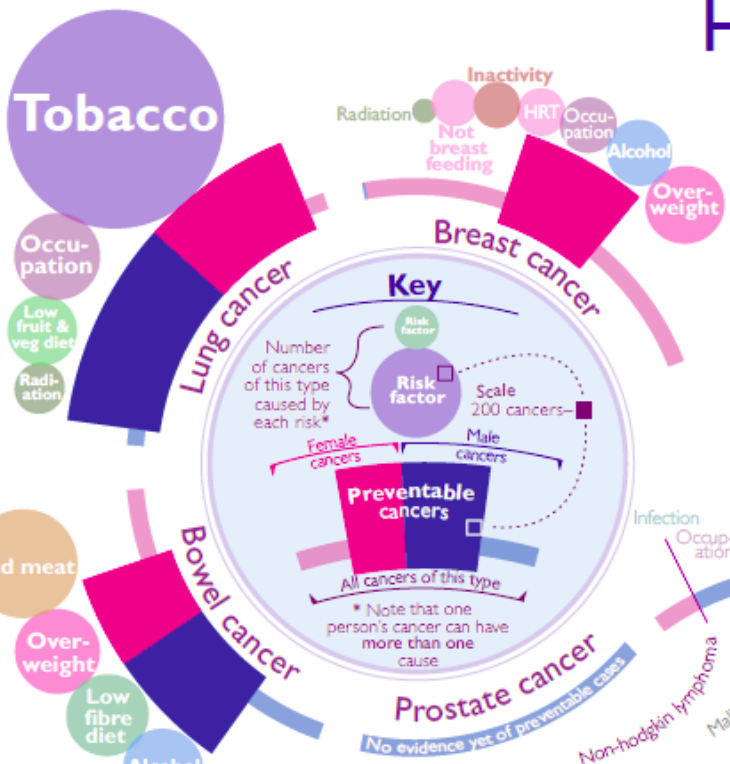 Tobacco
Inactivity
Radiation
HRT
Occu-
pation
Not
breast
feeding
Alcohol
Over-
weight
Breast cancer
Occu-
pation
Low
fruit &
veg diet
Radi-
ation
Lung cancer
Key
Risk
factor
Number
of cancers
of this type
caused by
each risk*
Risk
factor
Scale
200 cancers
Female
cancers
Male
cancers
Preventable
cancers
All cancers of this type
* Note that one
person's cancer can have
more than one
cause
d meat
Over-
weight
Low
fibre
diet
Alcohol
Bowel cancer
Prostate cancer
No evidence yet of preventable cases
Infection
Occup-
ation
Non-hodgkin lymphoma